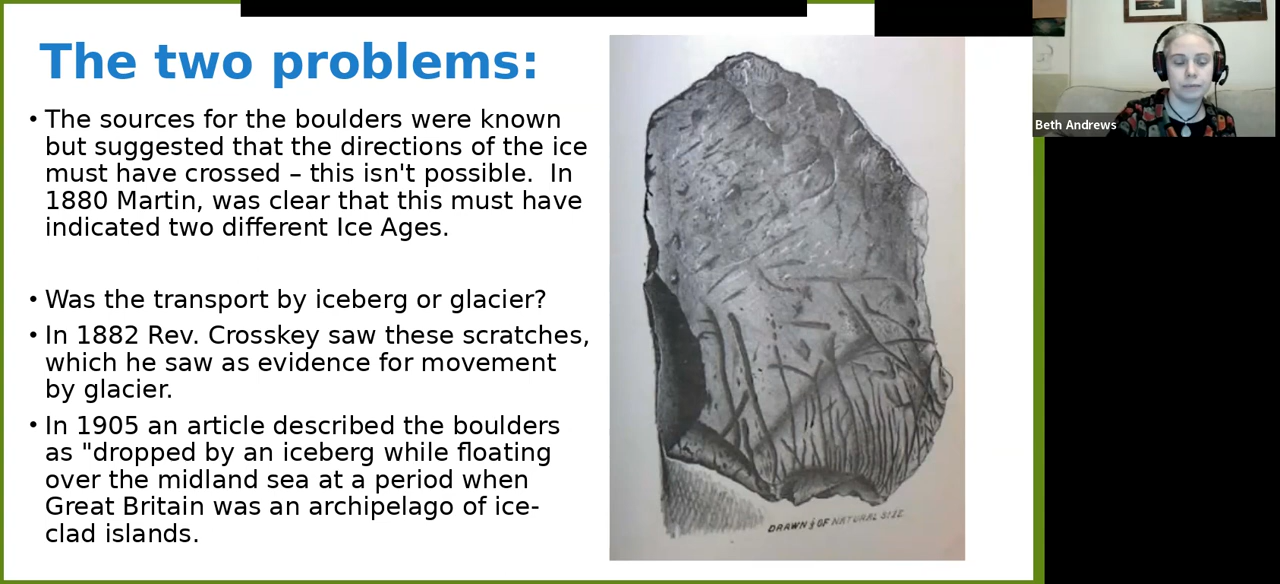 The two problems:
• The sources for the boulders were known
but suggested that the directions of the ice
must have crossed – this isn't possible.  In
1880 Martin, was clear that this must have
indicated two different Ice Ages.
• Was the transport by iceberg or glacier?
• In 1882 Rev. Crosskey saw these scratches,
which he saw as evidence for movement
by glacier.
• In 1905 an article described the boulders
as "dropped by an iceberg while floating
over the midland sea at a period when
Great Britain was an archipelago of ice-
clad islands.
DRAWN ½ OF NATURAL SIZE
Beth Andrews